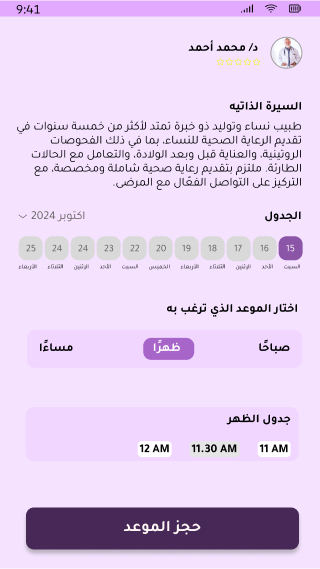 9:41
د/ محمد أحمد
السيرة الذاتيه
طبيب نساء وتوليد ذو خبرة تمتد لأكثر من خمسة سنوات في
تقديم الرعاية الصحية للنساء، بما في ذلك الفحوصات
الروتينية، والعناية قبل وبعد الولادة، والتعامل مع الحالات
الطارئة. ملتزم بتقديم رعاية صحية شاملة ومخصصة، مع
التركيز على التواصل الفعّال مع المرضى.
الجدول
اكتوبر 2024
15 16 17 18 19 20 22 23 24 24 25
السبت الأحد الإثنين الثلاثاء الأربعاء الخميس السبت الأحد الإثنين الثلاثاء الأربعاء
اختار الموعد الذي ترغب به
صباحًا ظهرًا مساءًا
جدول الظهر
11 AM 11.30 AM 12 AM
حجز الموعد